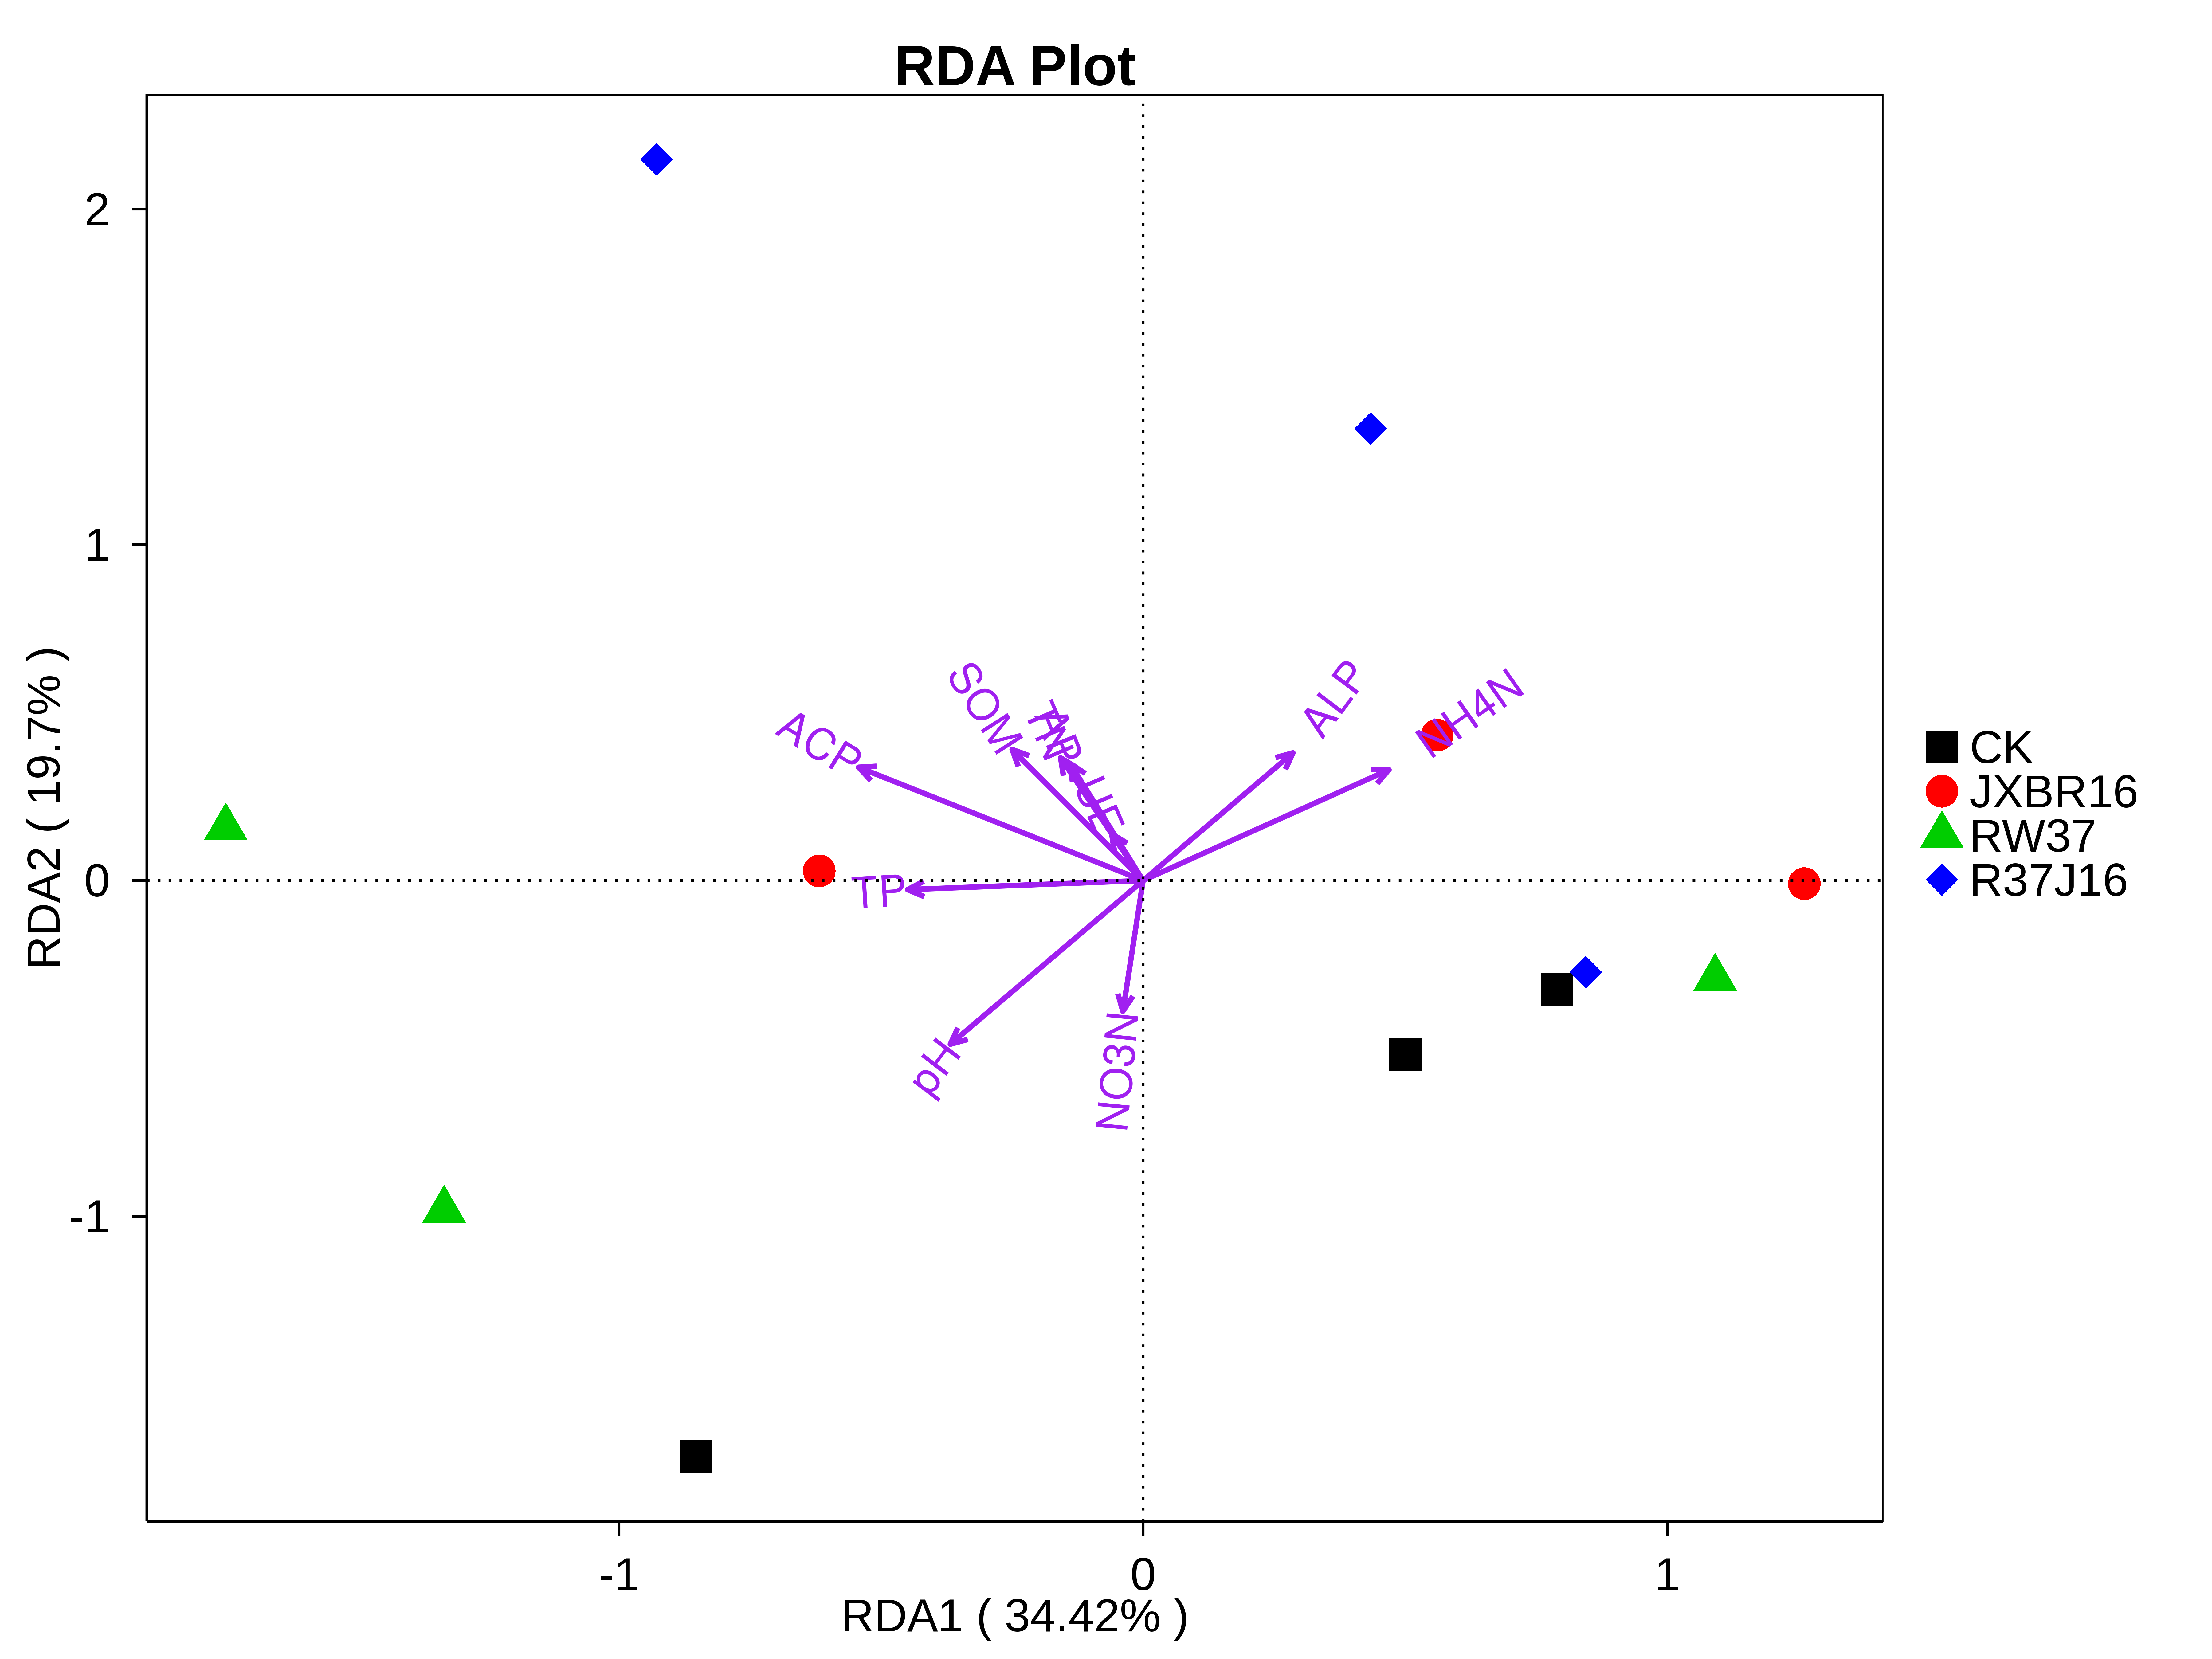 RDA Plot
2
1
0
-1
RDA2 ( 19.7% )
SOM
ACP
ALP
NH4N
TP
pH
NO3N
CK
JXBR16
RW37
R37J16
-1
0
1
RDA1 ( 34.42% )